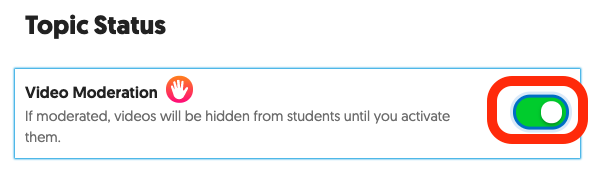 Topic Status
Video Moderation
If moderated, videos will be hidden from students until you activate
them.